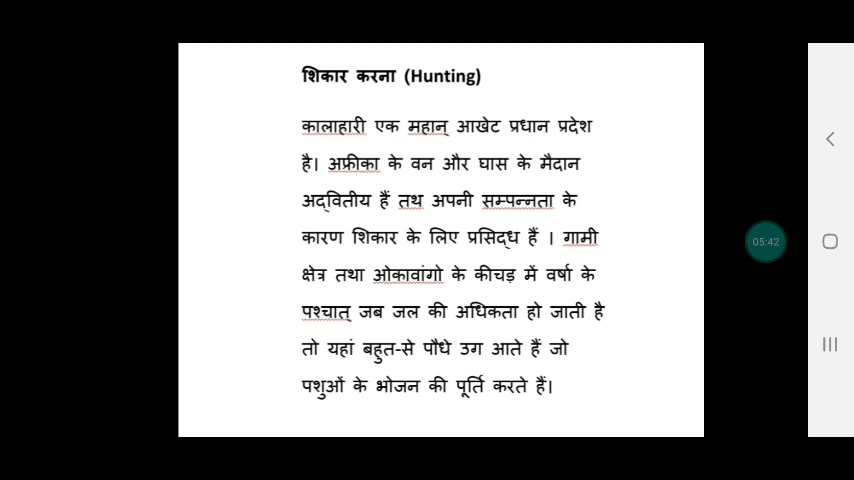 शिकार करना (Hunting)
कालाहारी एक महान् आखेट प्रधान प्रदेश
है। अफ्रीका के वन और घास के मैदान
अद्वितीय हैं तथ अपनी सम्पन्नता के
कारण शिकार के लिए प्रसिद्ध हैं । गामी
क्षेत्र तथा ओकावांगो के कीचड़ में वर्षा के
पश्चात् जब जल की अधिकता हो जाती है
तो यहां बहुत-से पौधे उग आते हैं जो
पशुओं के भोजन की पूर्ति करते हैं।
05:42